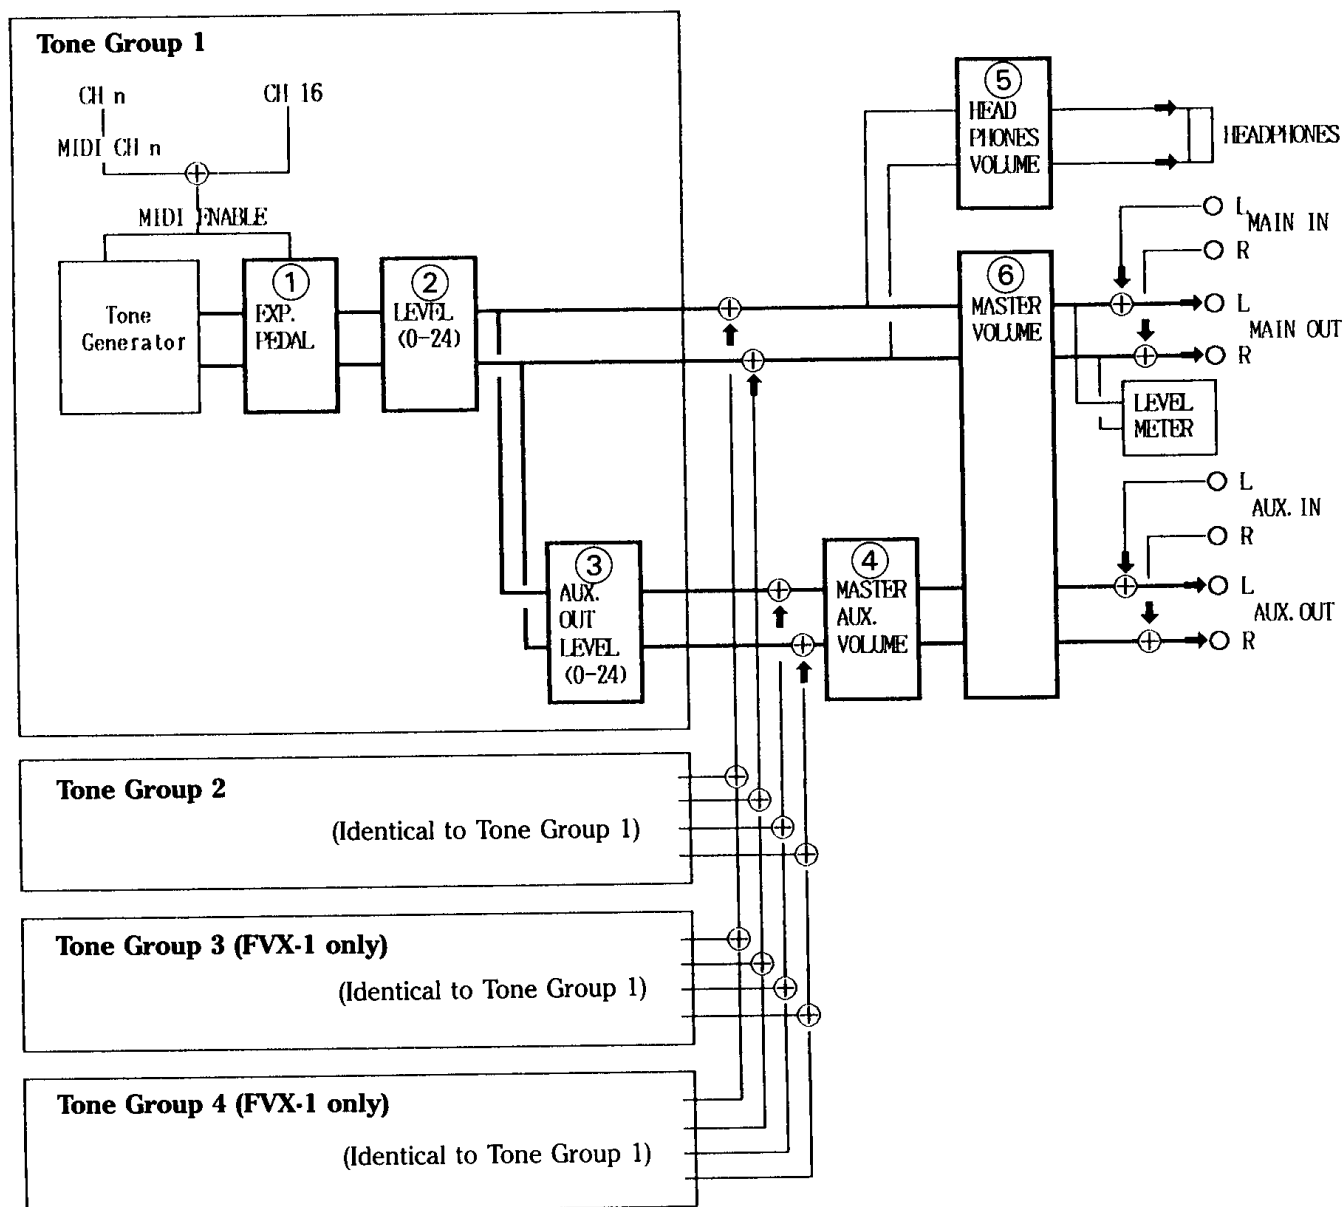 Tone Group 1
CH n
CH 16
MIDI CH n
MIDI ENABLE
Tone
Generator
1
EXP.
PEDAL
2
LEVEL
(0-24)
3
AUX.
OUT
LEVEL
(0-24)
4
MASTER
AUX.
VOLUME
5
HEAD
PHONES
VOLUME
HEADPHONES
6
MASTER
VOLUME
L
MAIN IN
R
L
MAIN OUT
R
LEVEL
METER
L
AUX. IN
R
L
AUX. OUT
R
Tone Group 2
(Identical to Tone Group 1)
Tone Group 3 (FVX-1 only)
(Identical to Tone Group 1)
Tone Group 4 (FVX-1 only)
(Identical to Tone Group 1)